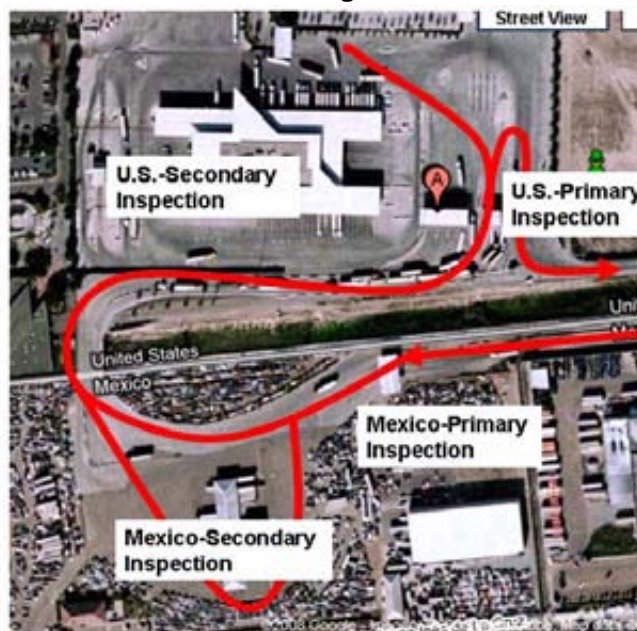 Street View
U.S.-Secondary
Inspection
A
U.S.-Primary
Inspection
United States
Mexico
Mexico-Primary
Inspection
Mexico-Secondary
Inspection